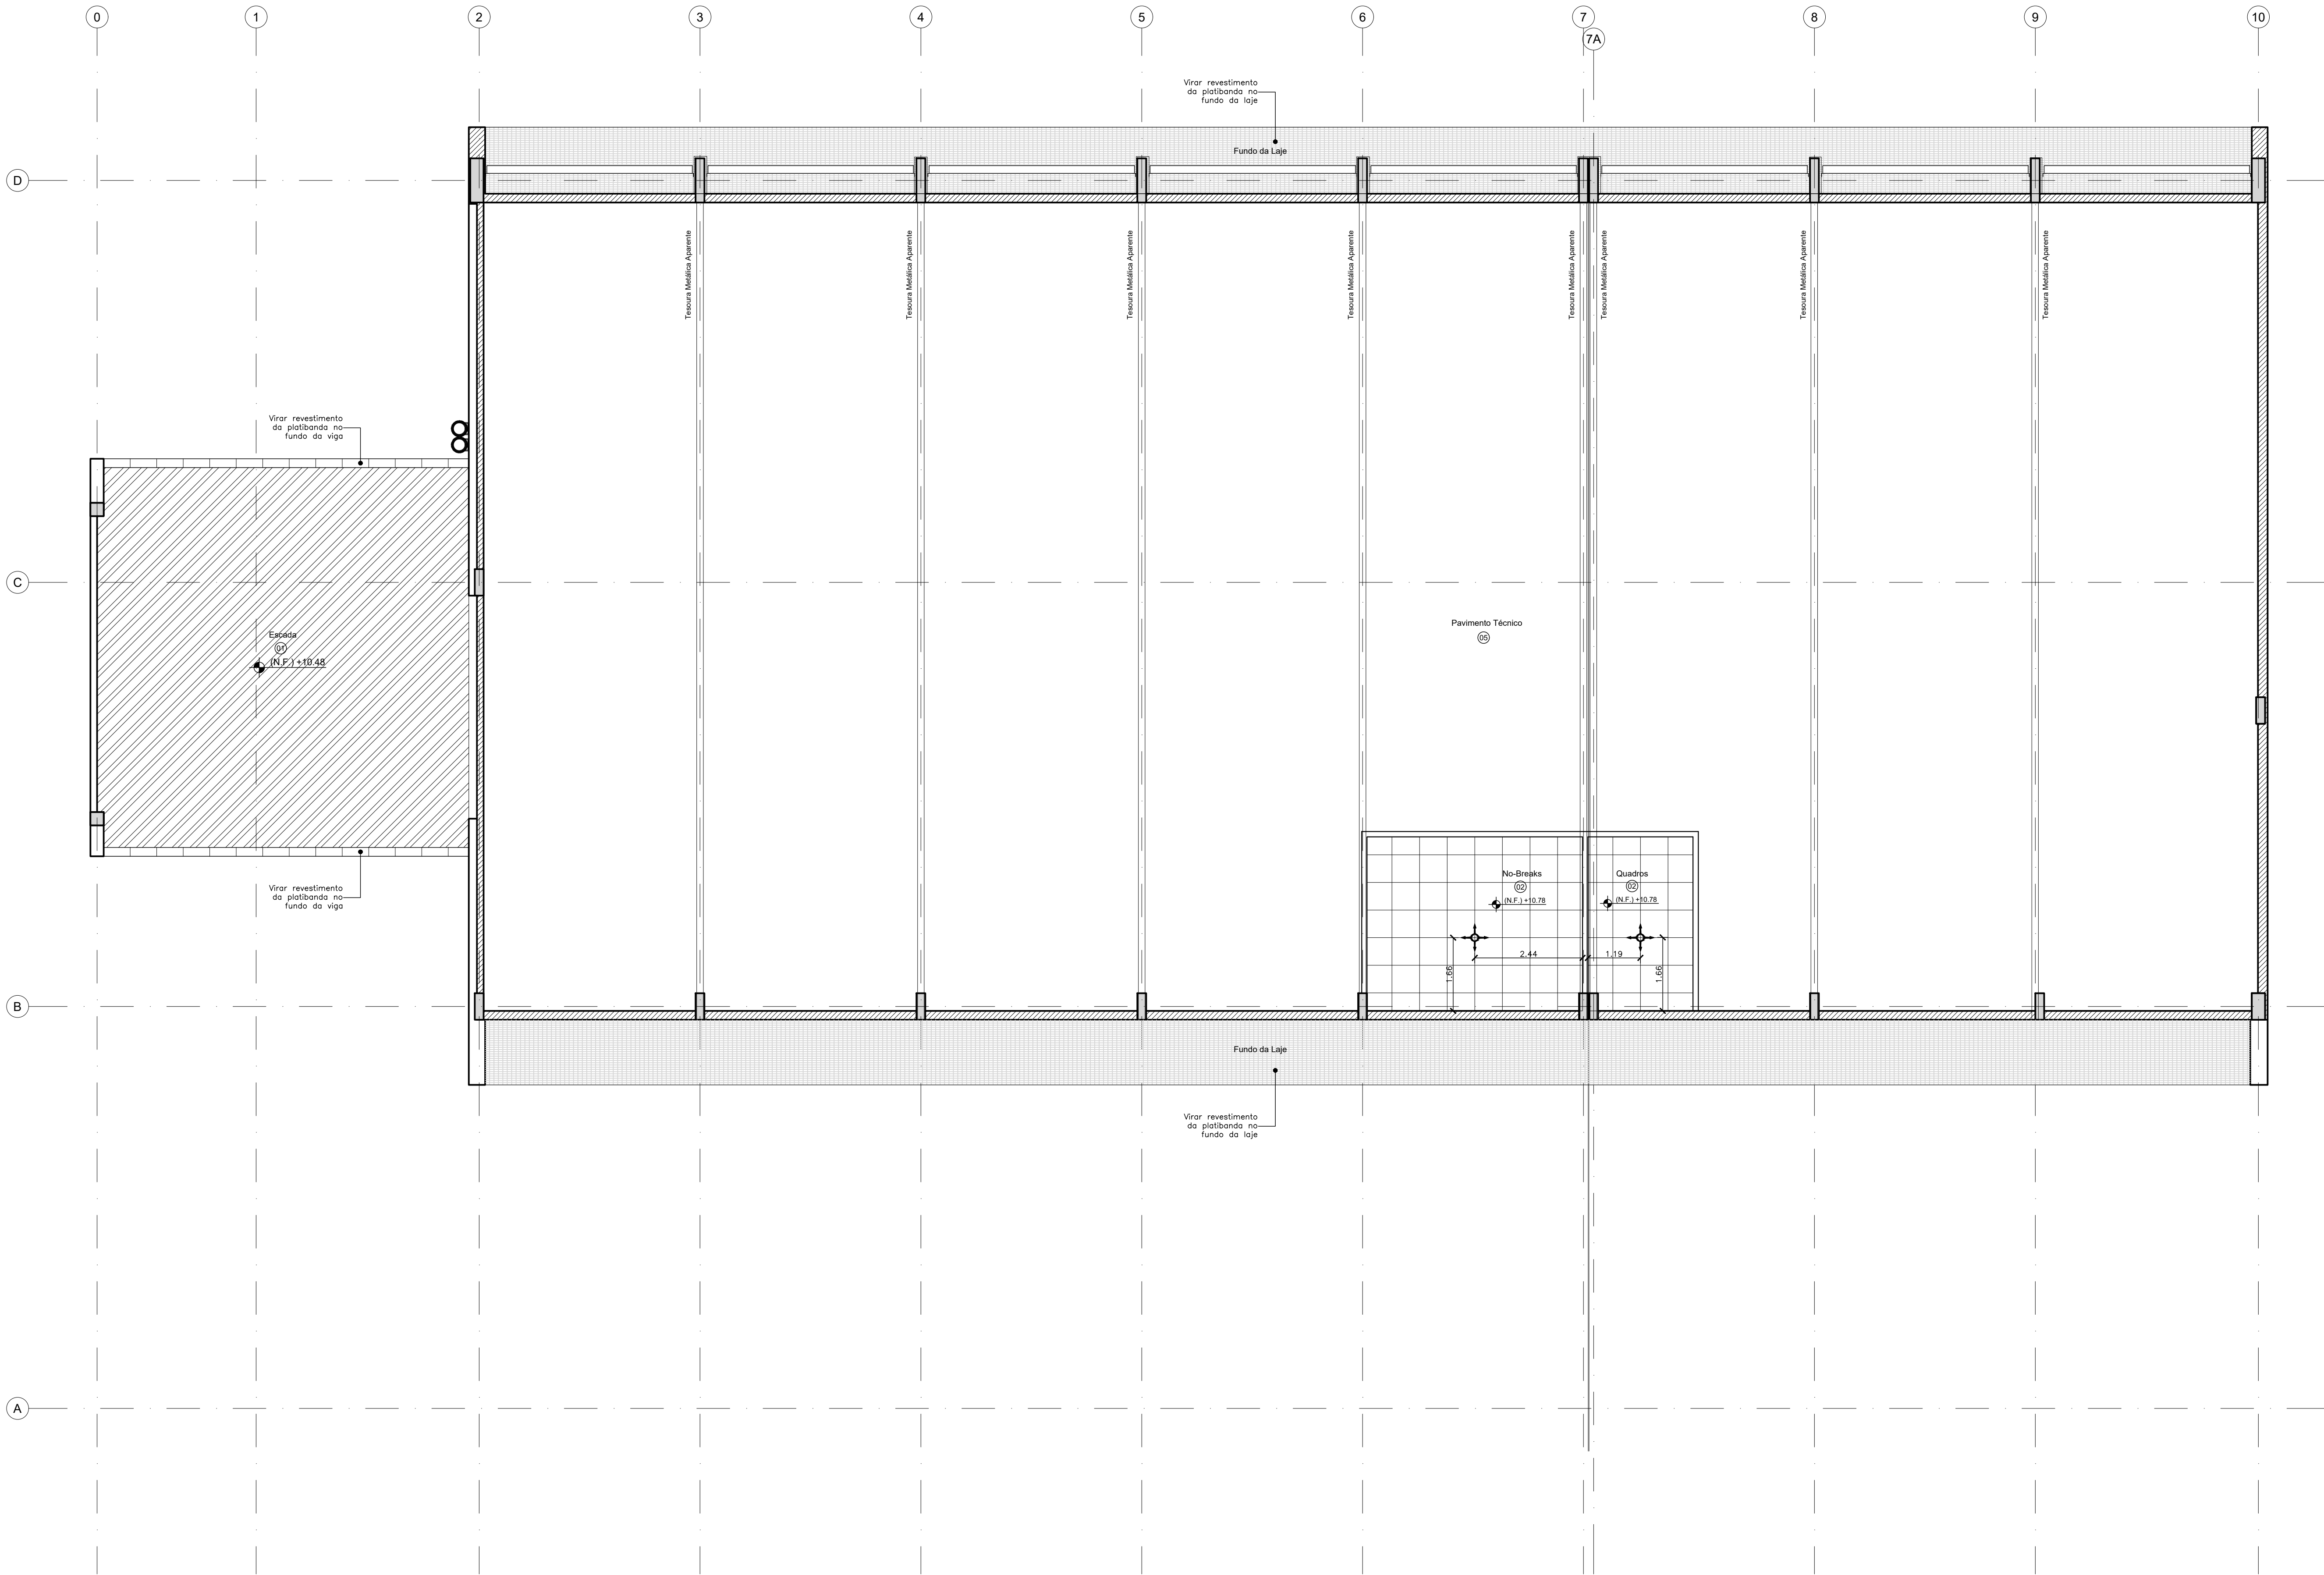 0
1
2
3
4
5
6
7
7A
8
9
10
Virar revestimento
da platibanda no
fundo da laje
Fundo da Laje
D
Tesoura Metálica Aparente
Tesoura Metálica Aparente
Tesoura Metálica Aparente
Tesoura Metálica Aparente
Tesoura Metálica Aparente
Tesoura Metálica Aparente
Tesoura Metálica Aparente
Tesoura Metálica Aparente
Virar revestimento
da platibanda no
fundo da viga
C
Escada
01
(N.F.) +10.48
Pavimento Técnico
05
Virar revestimento
da platibanda no
fundo da viga
No-Breaks
02
(N.F.) +10.78
Quadros
02
(N.F.) +10.78
2,44
1,19
1,66
1,66
B
Fundo da Laje
Virar revestimento
da platibanda no
fundo da laje
A